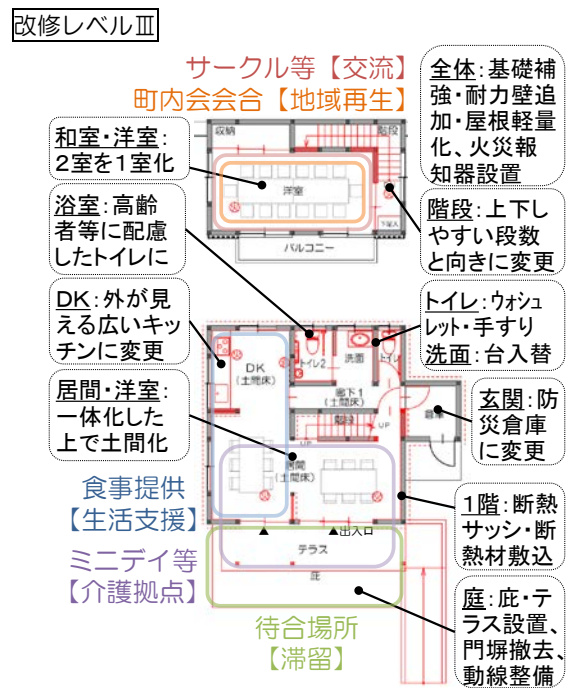 改修レベルⅢ
サークル等【交流】
町内会会合【地域再生】
全体:基礎補
強・耐力壁追
加・屋根軽量
化、火災報
知器設置
和室・洋室:
2室を1室化
収納
階段
洋室
下足入
バルコニー
浴室:高齢
者等に配慮
したトイレに
階段:上下し
やすい段数
と向きに変更
DK:外が見
える広いキッ
チンに変更
トイレ:ウォシュ
レット・手すり
洗面:台入替
DK
(土間床)
トイレ2
洗面
トイレ
廊下1
(土間床)
階段
UP
UP
倉庫
居間・洋室:
一体化した
上で土間化
玄関:防
災倉庫
に変更
居間
(土間床)
食事提供
【生活支援】
1階:断熱
サッシ・断
熱材敷込
▲
▲出入口
テラス
庇
ミニデイ等
【介護拠点】
待合場所
【滞留】
庭:庇・テ
ラス設置、
門塀撤去、
動線整備